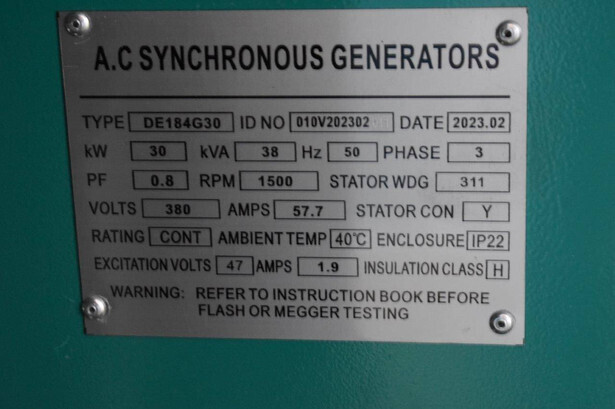 A.C SYNCHRONOUS GENERATORS
TYPE DE184G30 ID NO 010V202302 DATE 2023.02
kW 30 kVA 38 Hz 50 PHASE 3
PF 0.8 RPM 1500 STATOR WDG 311
VOLTS 380 AMPS 57.7 STATOR CON Y
RATING CONT AMBIENT TEMP 40℃ ENCLOSURE IP22
EXCITATION VOLTS 47 AMPS 1.9 INSULATION CLASS H
WARNING: REFER TO INSTRUCTION BOOK BEFORE
FLASH OR MEGGER TESTING